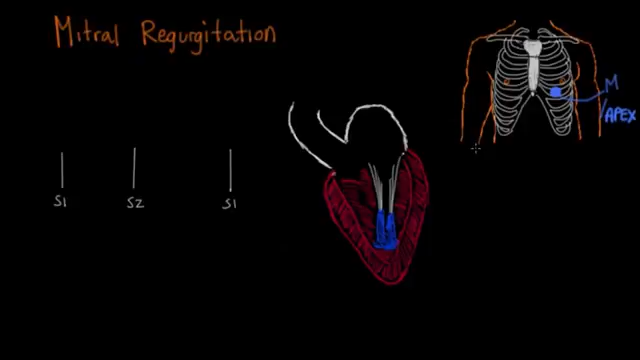 Mitral Regurgitation
M
APEX
S1 S2 S1